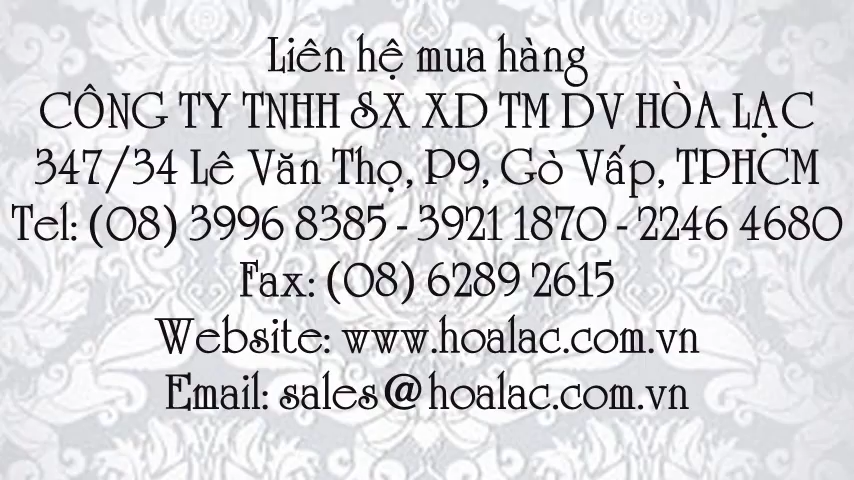 Liên hệ mua hàng
CÔNG TY TNHH SX XD TM DV HÒA LẠC
347/34 Lê Văn Thọ, P9, Gò Vấp, TPHCM
Tel: (08) 3996 8385 - 3921 1870 - 2246 4680
Fax: (08) 6289 2615
Website: www.hoalac.com.vn
Email: sales@hoalac.com.vn